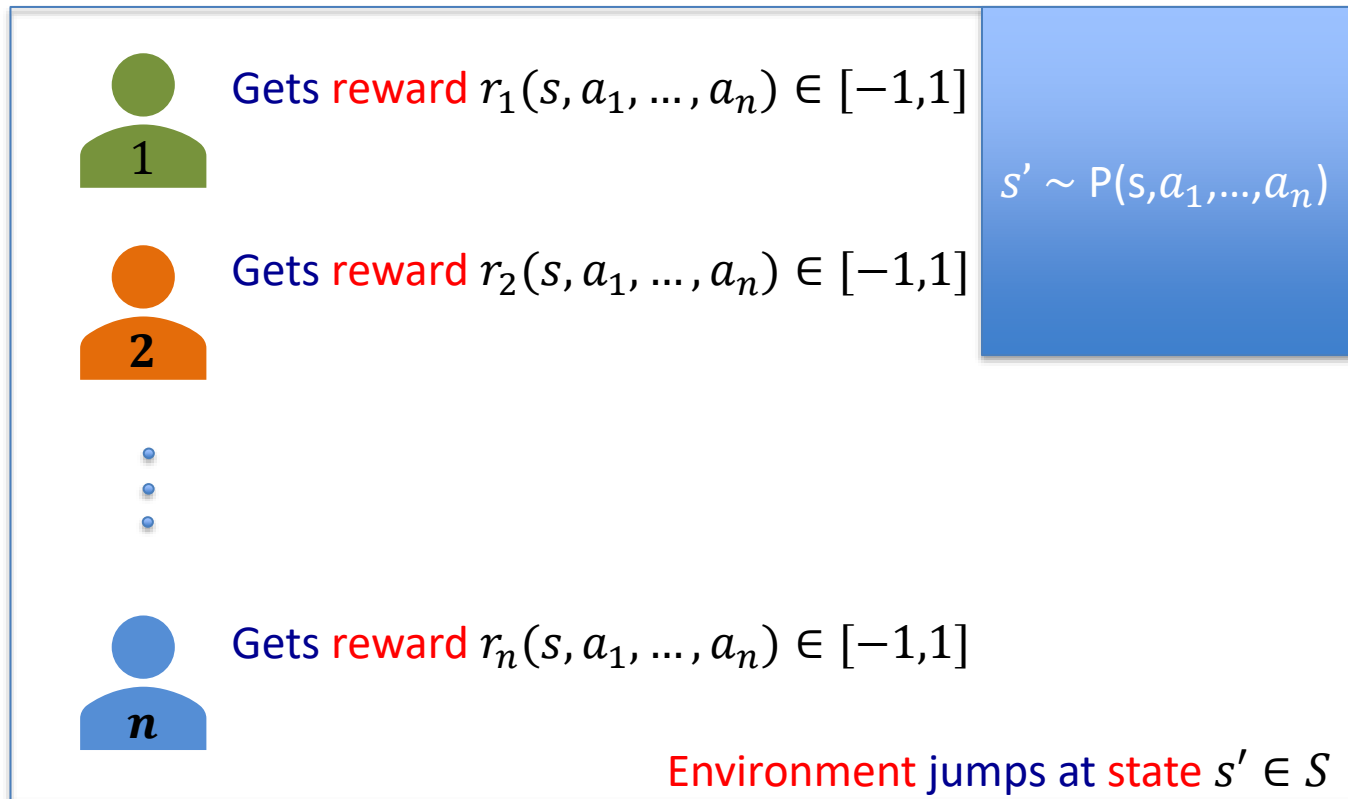 Gets reward r₁(s, a₁, … , aₙ) ∈ [−1,1]
1
s’ ~ P(s,a₁,…,aₙ)
Gets reward r₂(s, a₁, … , aₙ) ∈ [−1,1]
2
Gets reward rₙ(s, a₁, … , aₙ) ∈ [−1,1]
n
Environment jumps at state s′ ∈ S